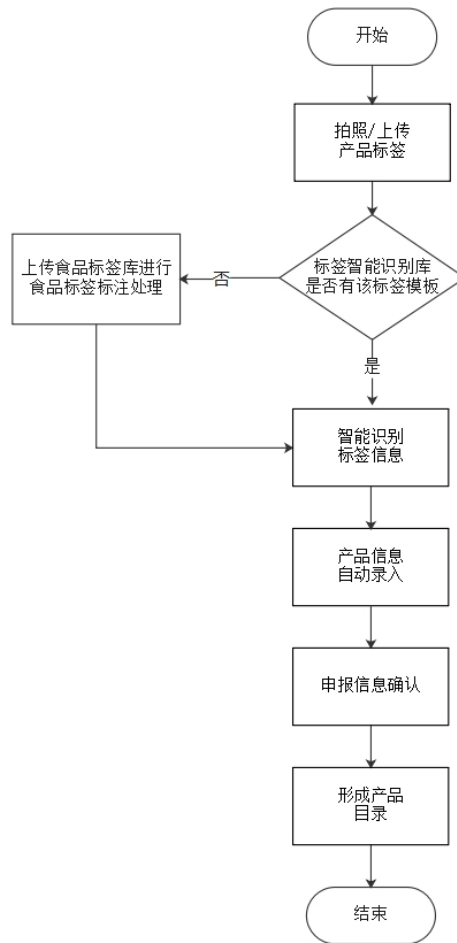 开始
拍照/上传
产品标签
标签智能识别库
是否有该标签模板
否
上传食品标签库进行
食品标签标注处理
是
智能识别
标签信息
产品信息
自动录入
申报信息确认
形成产品
目录
结束